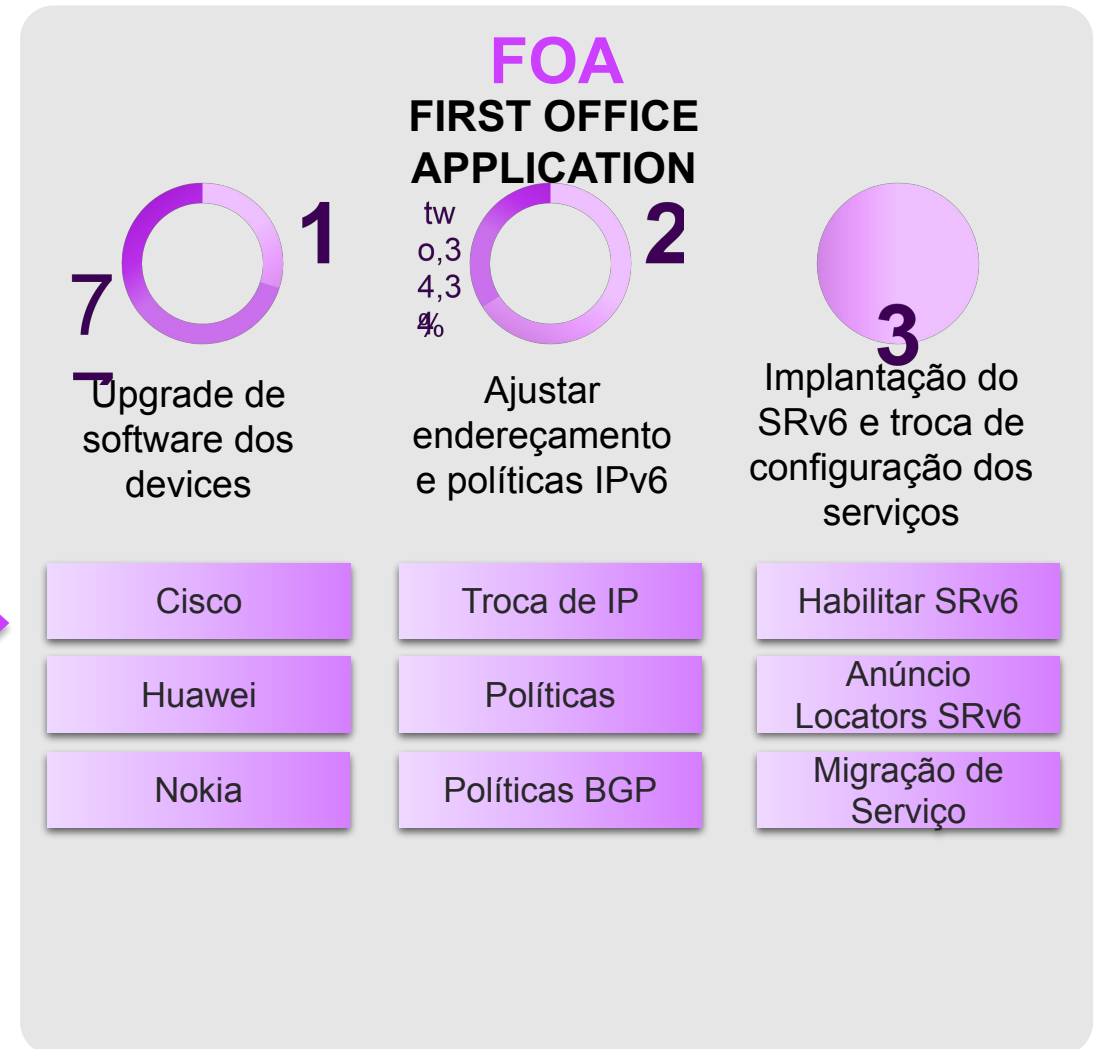 FOA
FIRST OFFICE
APPLICATION
1
7
Upgrade de
software dos
devices
tw
o,3
4,3
%
2
Ajustar
endereçamento
e políticas IPv6
3
Implantação do
SRv6 e troca de
configuração dos
serviços
Cisco
Huawei
Nokia
Troca de IP
Políticas
Políticas BGP
Habilitar SRv6
Anúncio
Locators SRv6
Migração de
Serviço